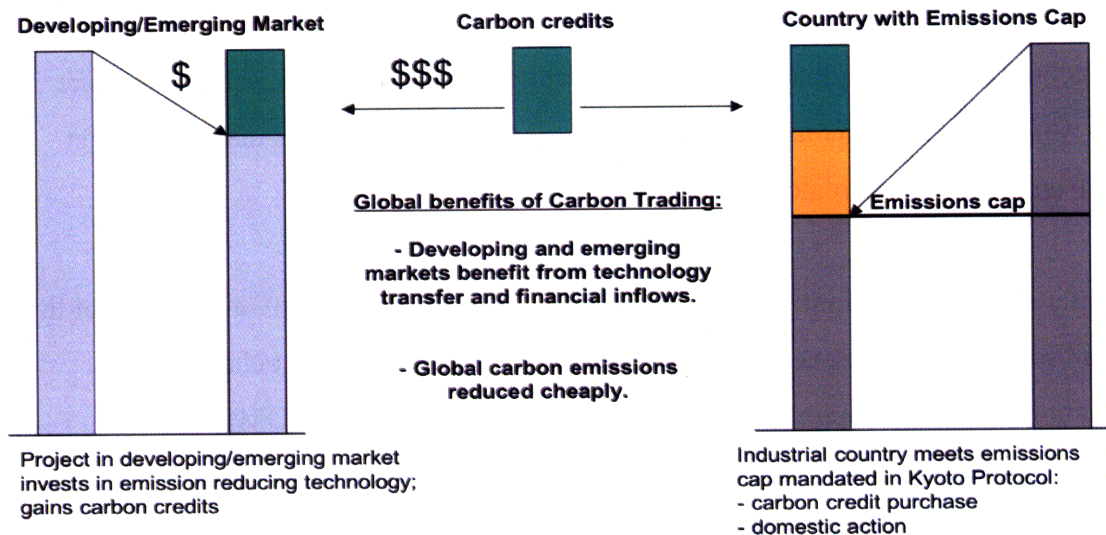 Developing/Emerging Market
Carbon credits
Country with Emissions Cap
$
$$$
Emissions cap
Global benefits of Carbon Trading:
- Developing and emerging
markets benefit from technology
transfer and financial inflows.
- Global carbon emissions
reduced cheaply.
Project in developing/emerging market
invests in emission reducing technology;
gains carbon credits
Industrial country meets emissions
cap mandated in Kyoto Protocol:
- carbon credit purchase
- domestic action